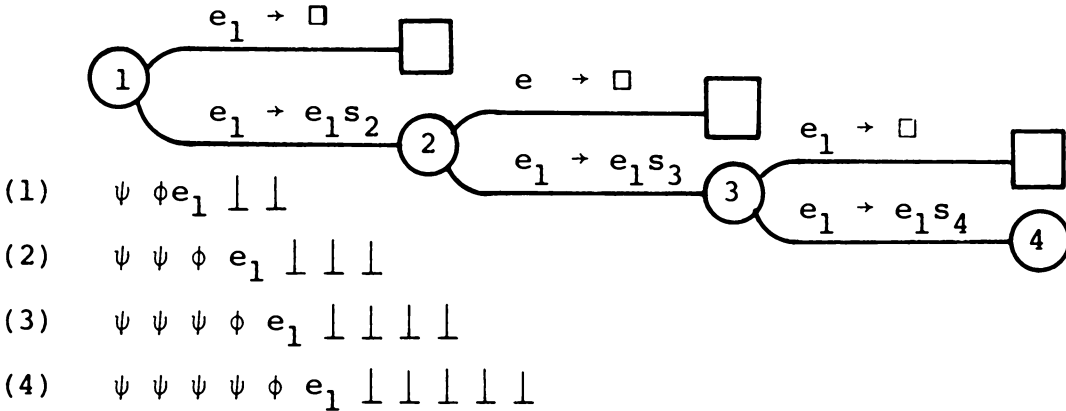 e₁ → □
1
e₁ → e₁s₂
e → □
2
e₁ → e₁s₃
e₁ → □
3
e₁ → e₁s₄
4
(1) ψ ϕe₁ ⊥ ⊥
(2) ψ ψ ϕ e₁ ⊥ ⊥ ⊥
(3) ψ ψ ψ ϕ e₁ ⊥ ⊥ ⊥ ⊥
(4) ψ ψ ψ ψ ϕ e₁ ⊥ ⊥ ⊥ ⊥ ⊥